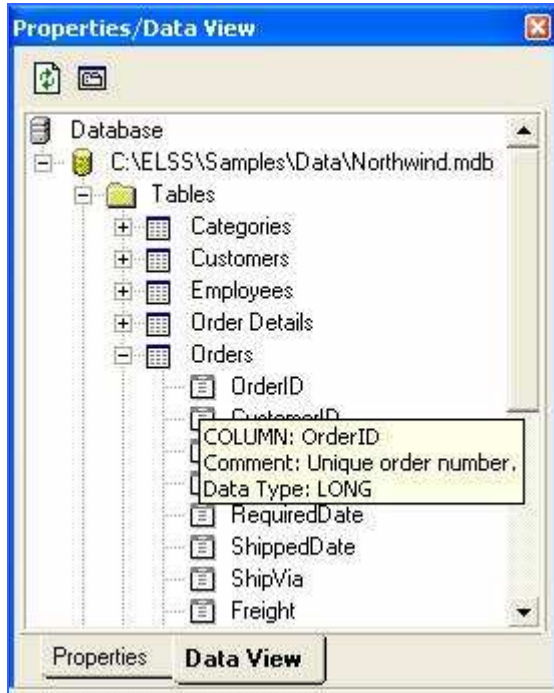 Properties/Data View
Database
C:\ELSS\Samples\Data\Northwind.mdb
Tables
Categories
Customers
Employees
Order Details
Orders
OrderID
COLUMN: OrderID
Comment: Unique order number.
Data Type: LONG
RequiredDate
ShippedDate
ShipVia
Freight
Properties
Data View